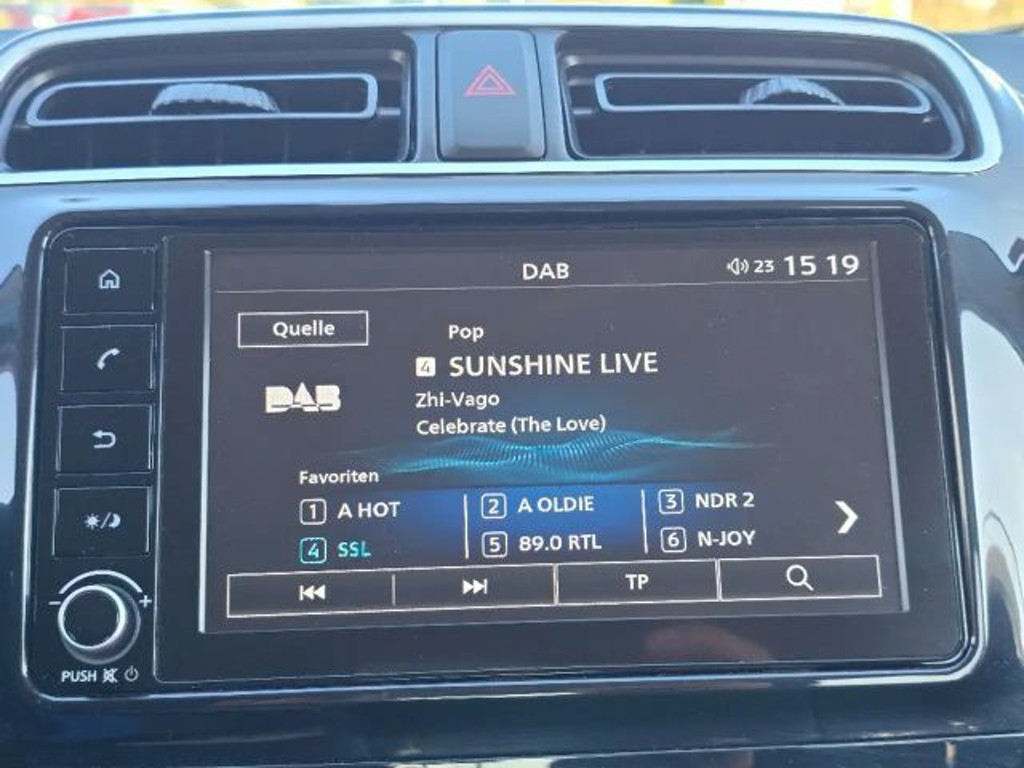 DAB
23 15 19
Quelle
Pop
4 SUNSHINE LIVE
DAB
Zhi-Vago
Celebrate (The Love)
Favoriten
1 A HOT
2 A OLDIE
3 NDR 2
4 SSL
5 89.0 RTL
6 N-JOY
TP
- +
PUSH